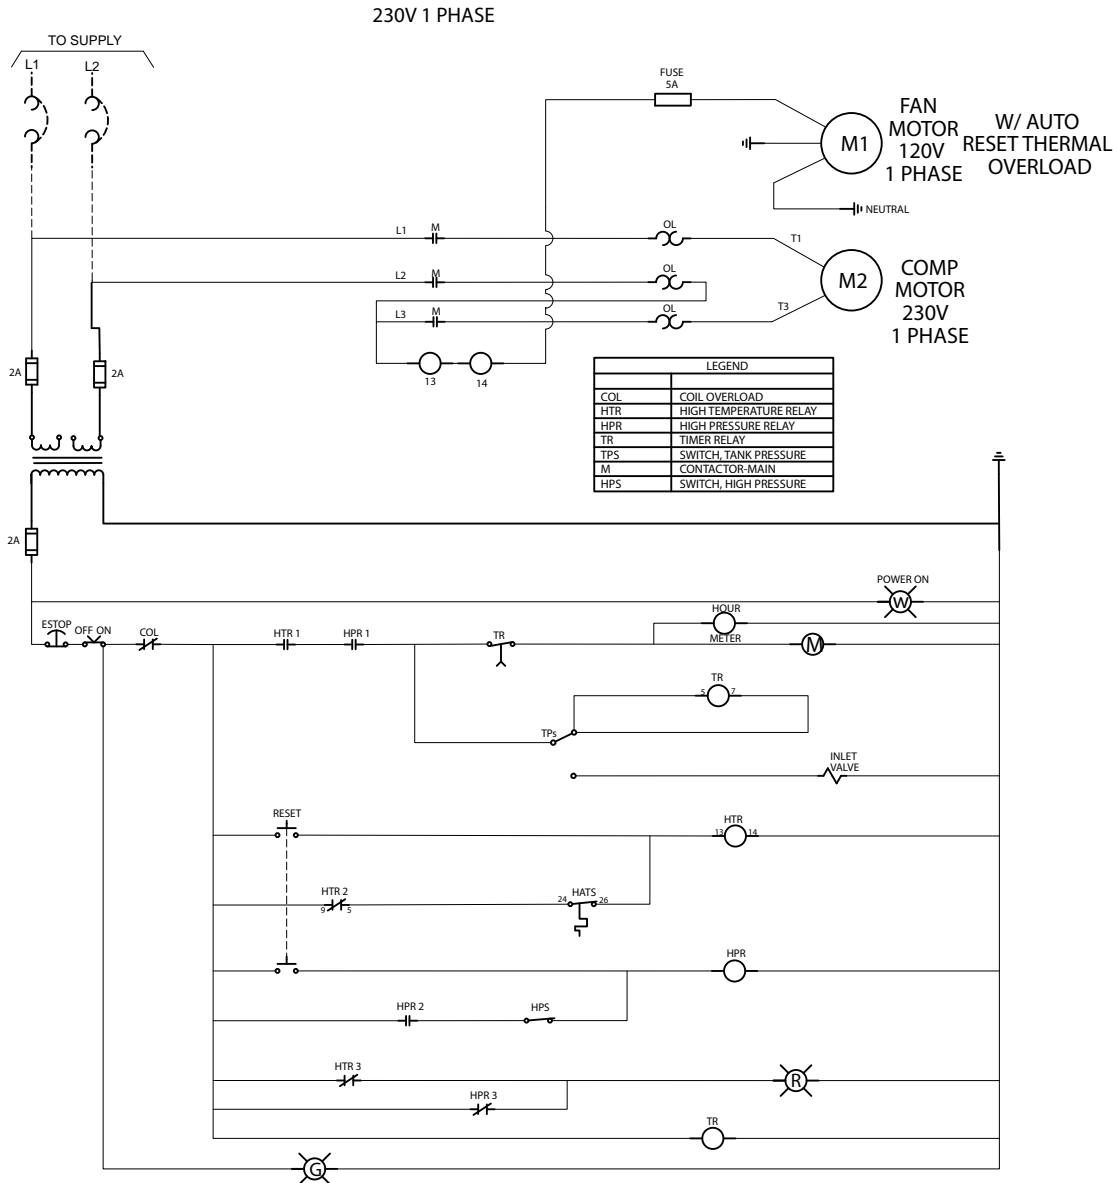 230V 1 PHASE
TO SUPPLY
L1
L2
FUSE
5A
M1
FAN
MOTOR
120V
1 PHASE
W/ AUTO
RESET THERMAL
OVERLOAD
NEUTRAL
L1
M
OL
T1
L2
M
OL
M2
COMP
MOTOR
230V
1 PHASE
L3
M
OL
T3
2A
2A
13
14
LEGEND
COL COIL OVERLOAD
HTR HIGH TEMPERATURE RELAY
HPR HIGH PRESSURE RELAY
TR TIMER RELAY
TPS SWITCH, TANK PRESSURE
M CONTACTOR-MAIN
HPS SWITCH, HIGH PRESSURE
2A
POWER ON
W
ESTOP
OFF ON
COL
HTR 1
HPR 1
TR
HOUR
METER
M
TR
5 7
TPs
INLET
VALVE
RESET
HTR
13 14
HTR 2
9 5
HATS
24 26
HPR
HPR 2
HPS
HTR 3
R
HPR 3
TR
G